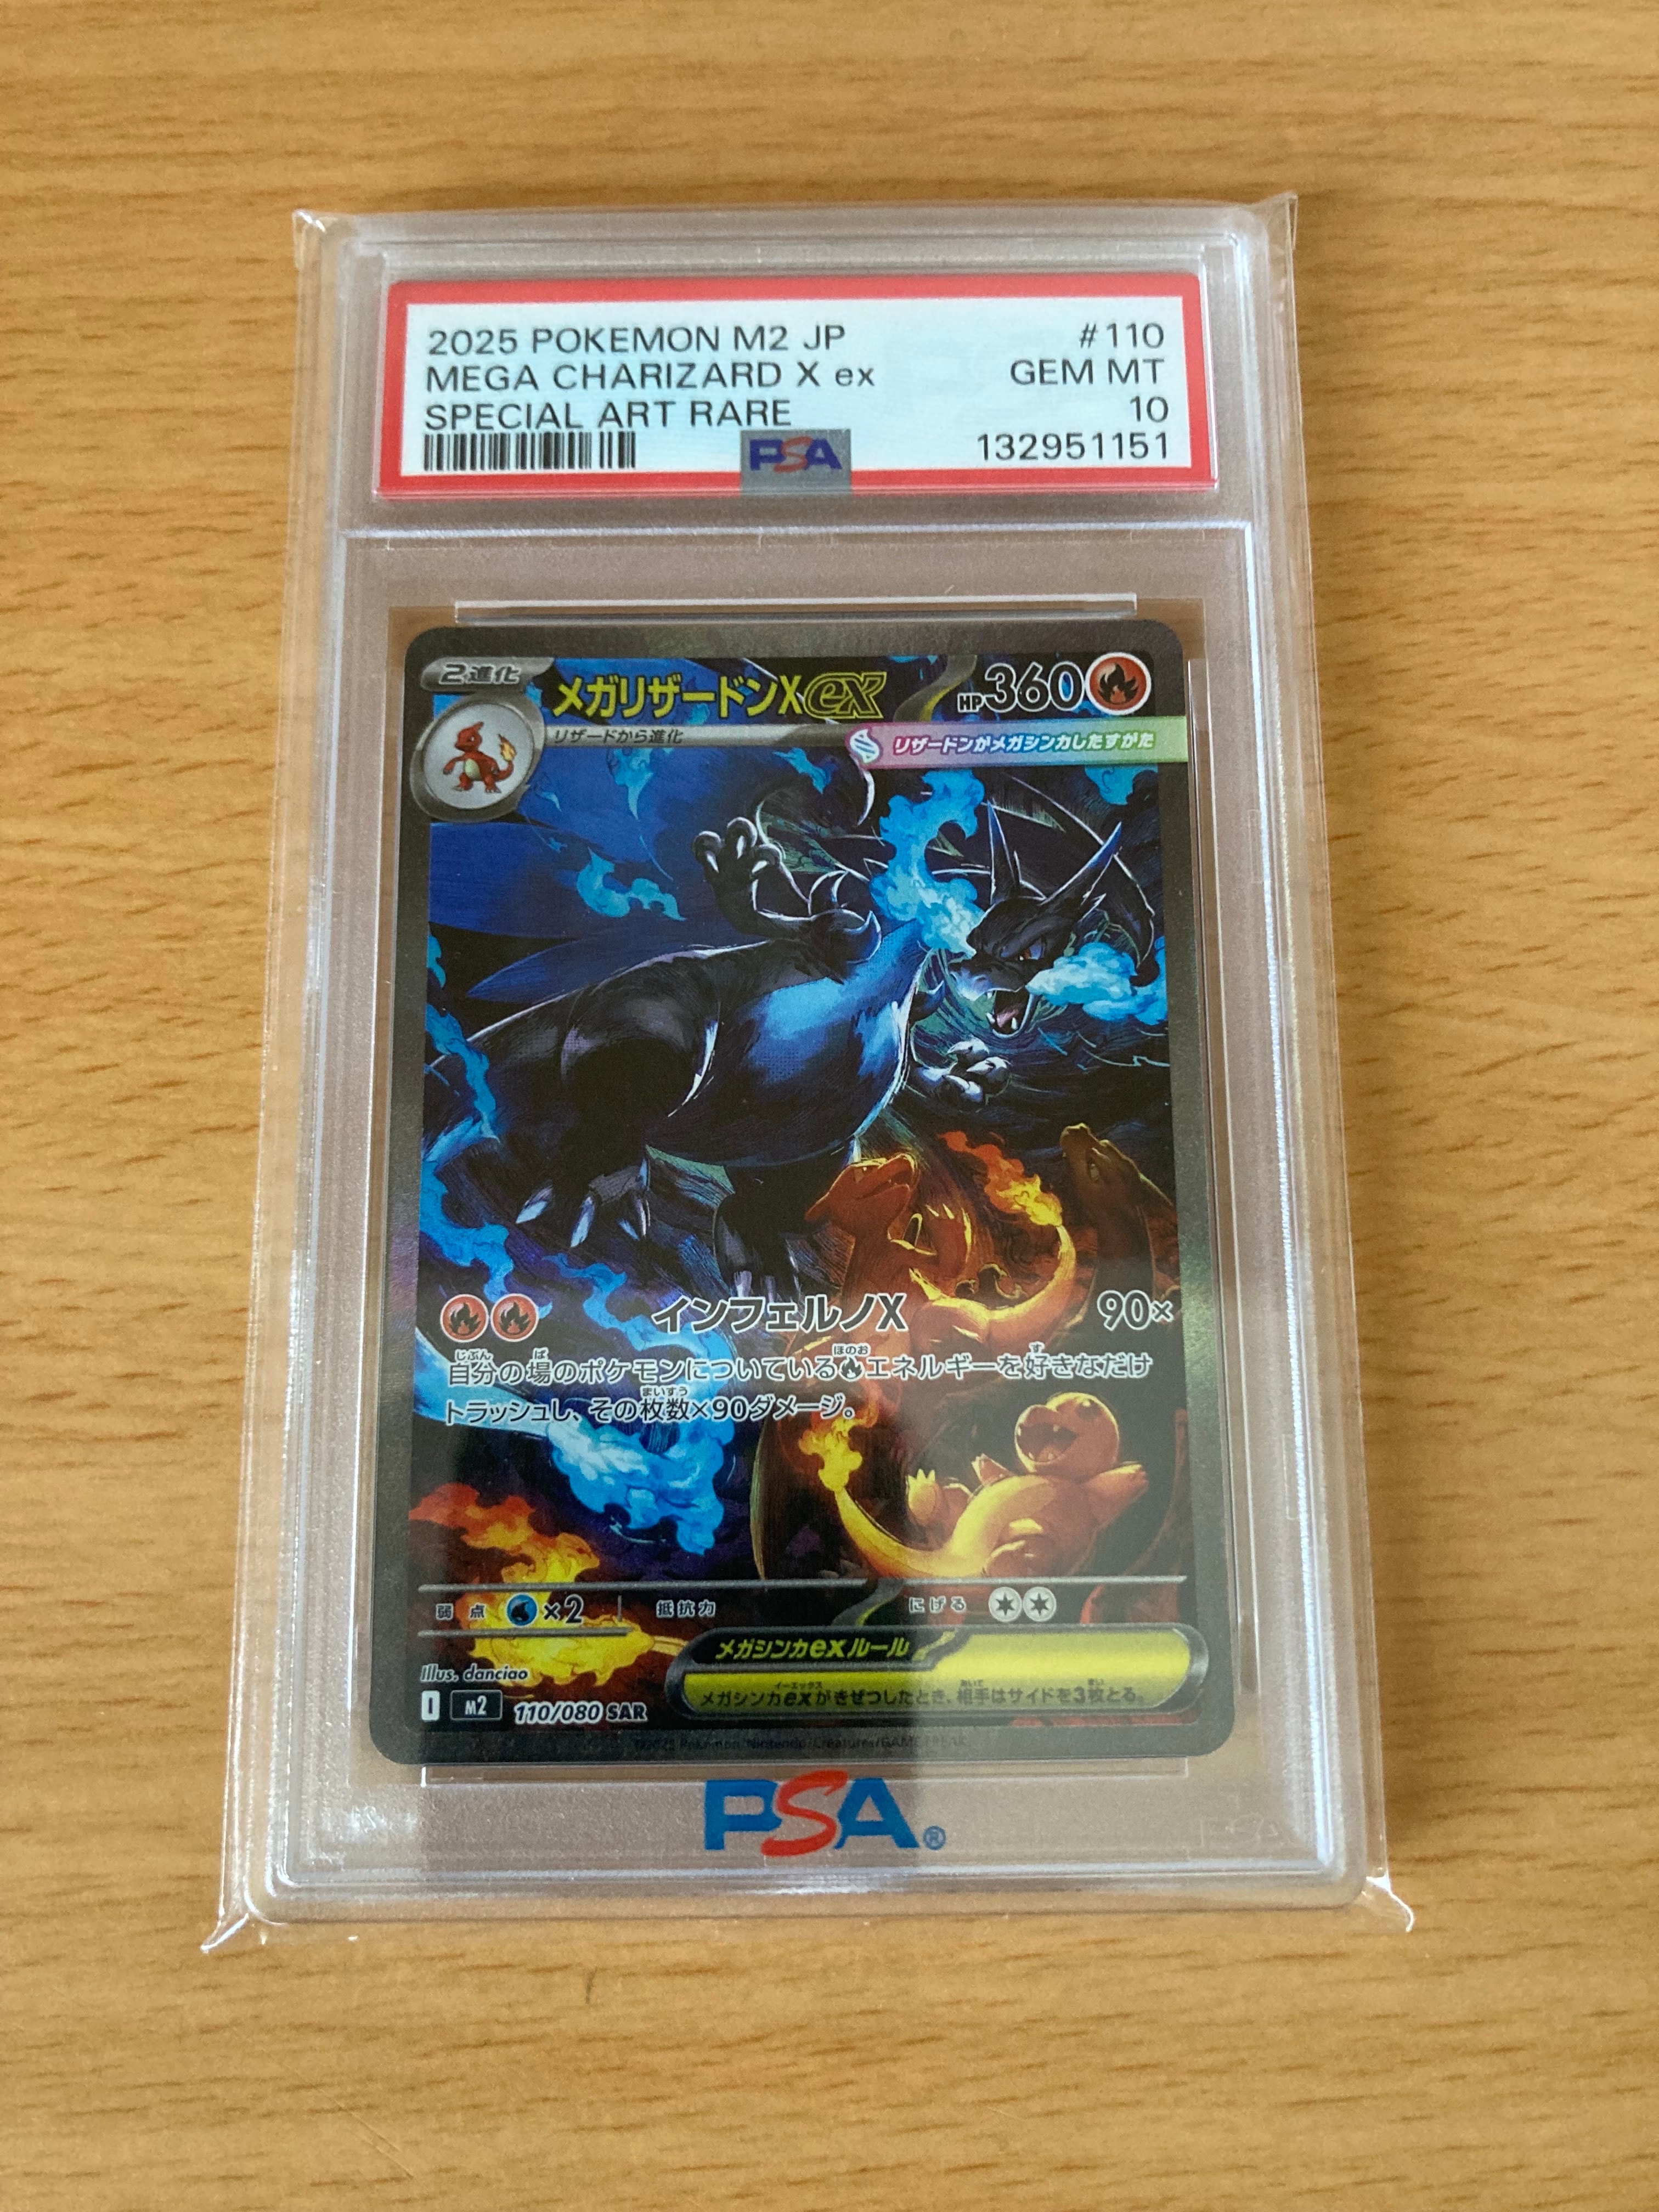 2025 POKEMON M2 JP #110
MEGA CHARIZARD X ex GEM MT
SPECIAL ART RARE 10
PSA 132951151
2進化 メガリザードンXex HP360
リザードから進化
リザードンがメガシンカしたすがた
インフェルノX 90×
自分の場のポケモンについているエネルギーを好きなだけ
トラッシュし、その枚数×90ダメージ。
弱点 ×2 抵抗力 にげる
メガシンカexルール
メガシンカexがきぜつしたとき、相手はサイドを3枚とる。
Illus. danciao
I M2 110/080 SAR
©2025 Pokémon/Nintendo/Creatures/GAME FREAK.
PSA®